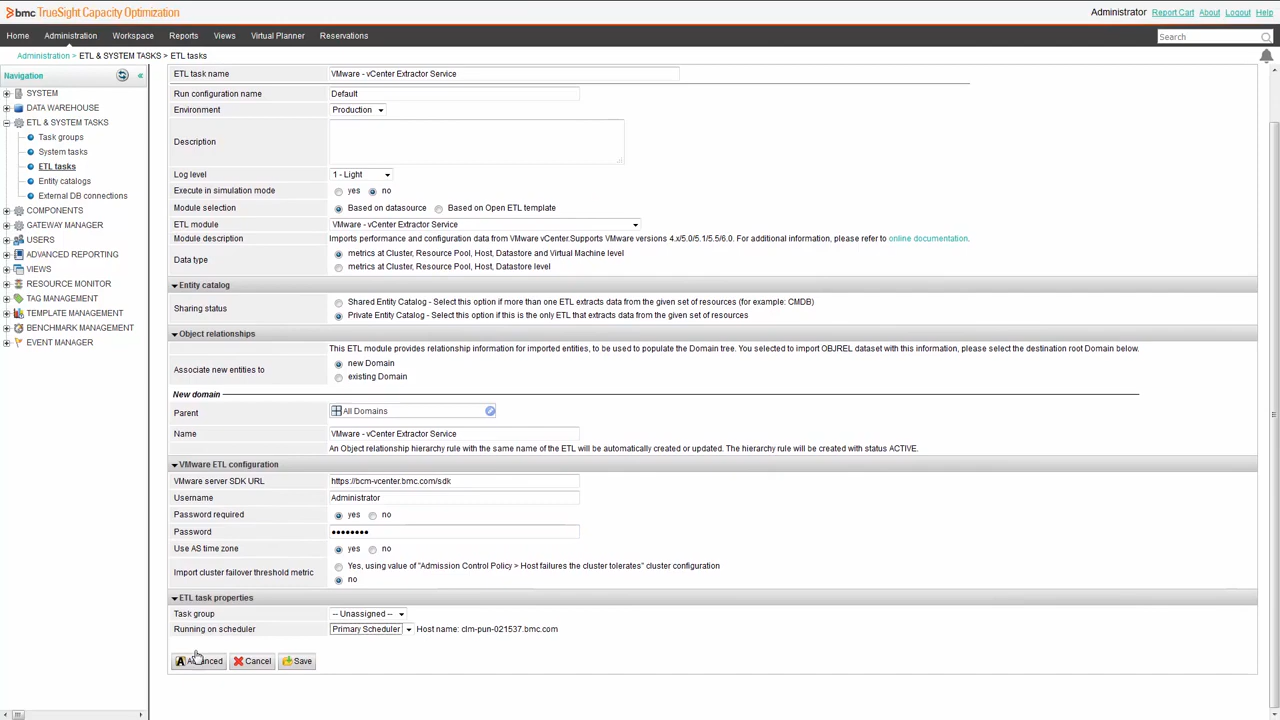 bmc TrueSight Capacity Optimization
Administrator Report Cart About Logout Help
Home Administration Workspace Reports Views Virtual Planner Reservations Search
Administration > ETL & SYSTEM TASKS > ETL tasks
Navigation «
SYSTEM
DATA WAREHOUSE
ETL & SYSTEM TASKS
Task groups
System tasks
ETL tasks
Entity catalogs
External DB connections
COMPONENTS
GATEWAY MANAGER
USERS
ADVANCED REPORTING
VIEWS
RESOURCE MONITOR
TAG MANAGEMENT
TEMPLATE MANAGEMENT
BENCHMARK MANAGEMENT
EVENT MANAGER
ETL task name VMware - vCenter Extractor Service
Run configuration name Default
Environment Production
Description
Log level 1 - Light
Execute in simulation mode yes no
Module selection Based on datasource Based on Open ETL template
ETL module VMware - vCenter Extractor Service
Module description Imports performance and configuration data from VMware vCenter.Supports VMware versions 4.x/5.0/5.1/5.5/6.0. For additional information, please refer to online documentation.
Data type metrics at Cluster, Resource Pool, Host, Datastore and Virtual Machine level
metrics at Cluster, Resource Pool, Host, Datastore level
Entity catalog
Sharing status Shared Entity Catalog - Select this option if more than one ETL extracts data from the given set of resources (for example: CMDB)
Private Entity Catalog - Select this option if this is the only ETL that extracts data from the given set of resources
Object relationships
This ETL module provides relationship information for imported entities, to be used to populate the Domain tree. You selected to import OBJREL dataset with this information, please select the destination root Domain below.
Associate new entities to new Domain
existing Domain
New domain
Parent All Domains
Name VMware - vCenter Extractor Service
An Object relationship hierarchy rule with the same name of the ETL will be automatically created or updated. The hierarchy rule will be created with status ACTIVE.
VMware ETL configuration
VMware server SDK URL https://bcm-vcenter.bmc.com/sdk
Username Administrator
Password required yes no
Password ••••••••
Use AS time zone yes no
Import cluster failover threshold metric Yes, using value of "Admission Control Policy > Host failures the cluster tolerates" cluster configuration
no
ETL task properties
Task group -- Unassigned --
Running on scheduler Primary Scheduler Host name: clm-pun-021537.bmc.com
Advanced Cancel Save